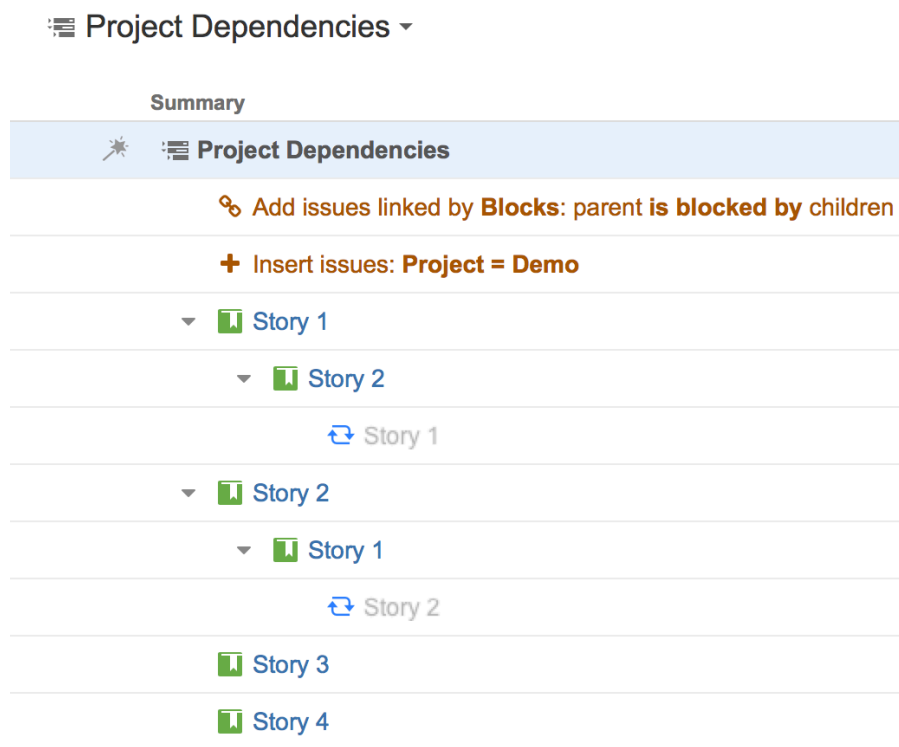 Project Dependencies
Summary
Project Dependencies
Add issues linked by Blocks: parent is blocked by children
Insert issues: Project = Demo
Story 1
Story 2
Story 1
Story 2
Story 1
Story 2
Story 3
Story 4